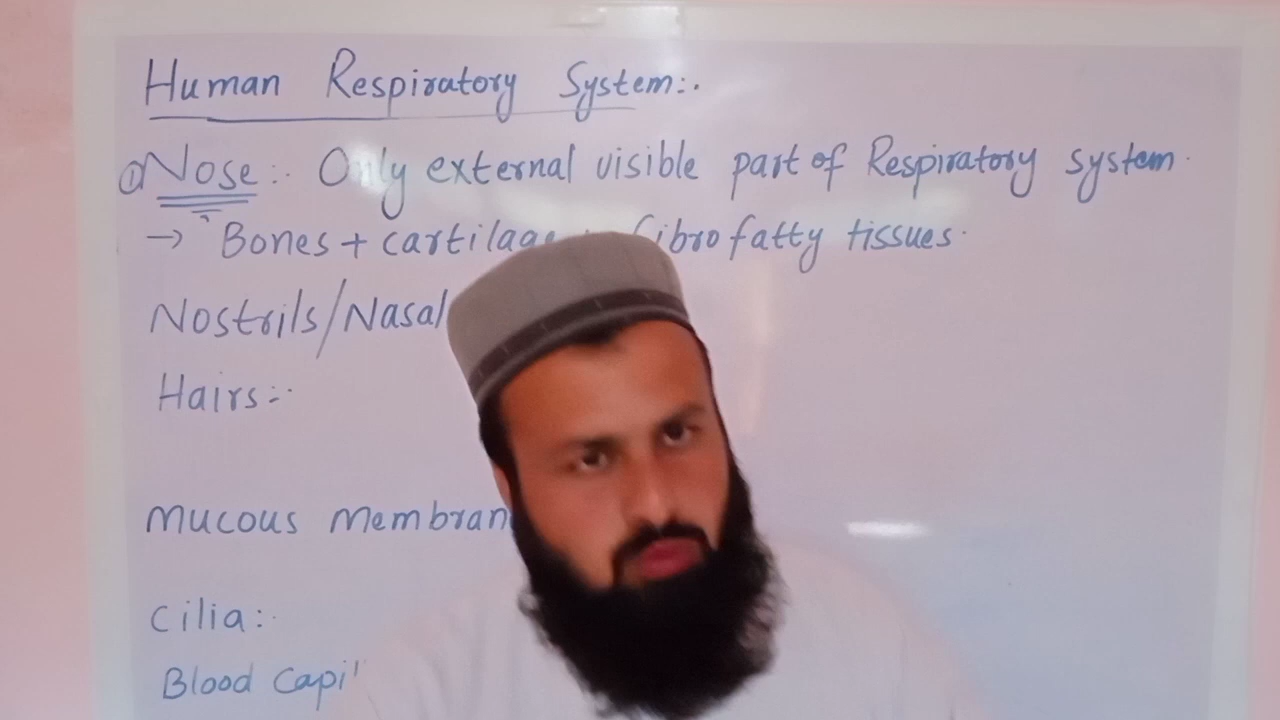 Human Respiratory System:.
① Nose:. Only external visible part of Respiratory system.
→ Bones + cartilage + fibro fatty tissues.
Nostrils/Nasal
Hairs:-
Mucous Membran
Cilia:
Blood Capil